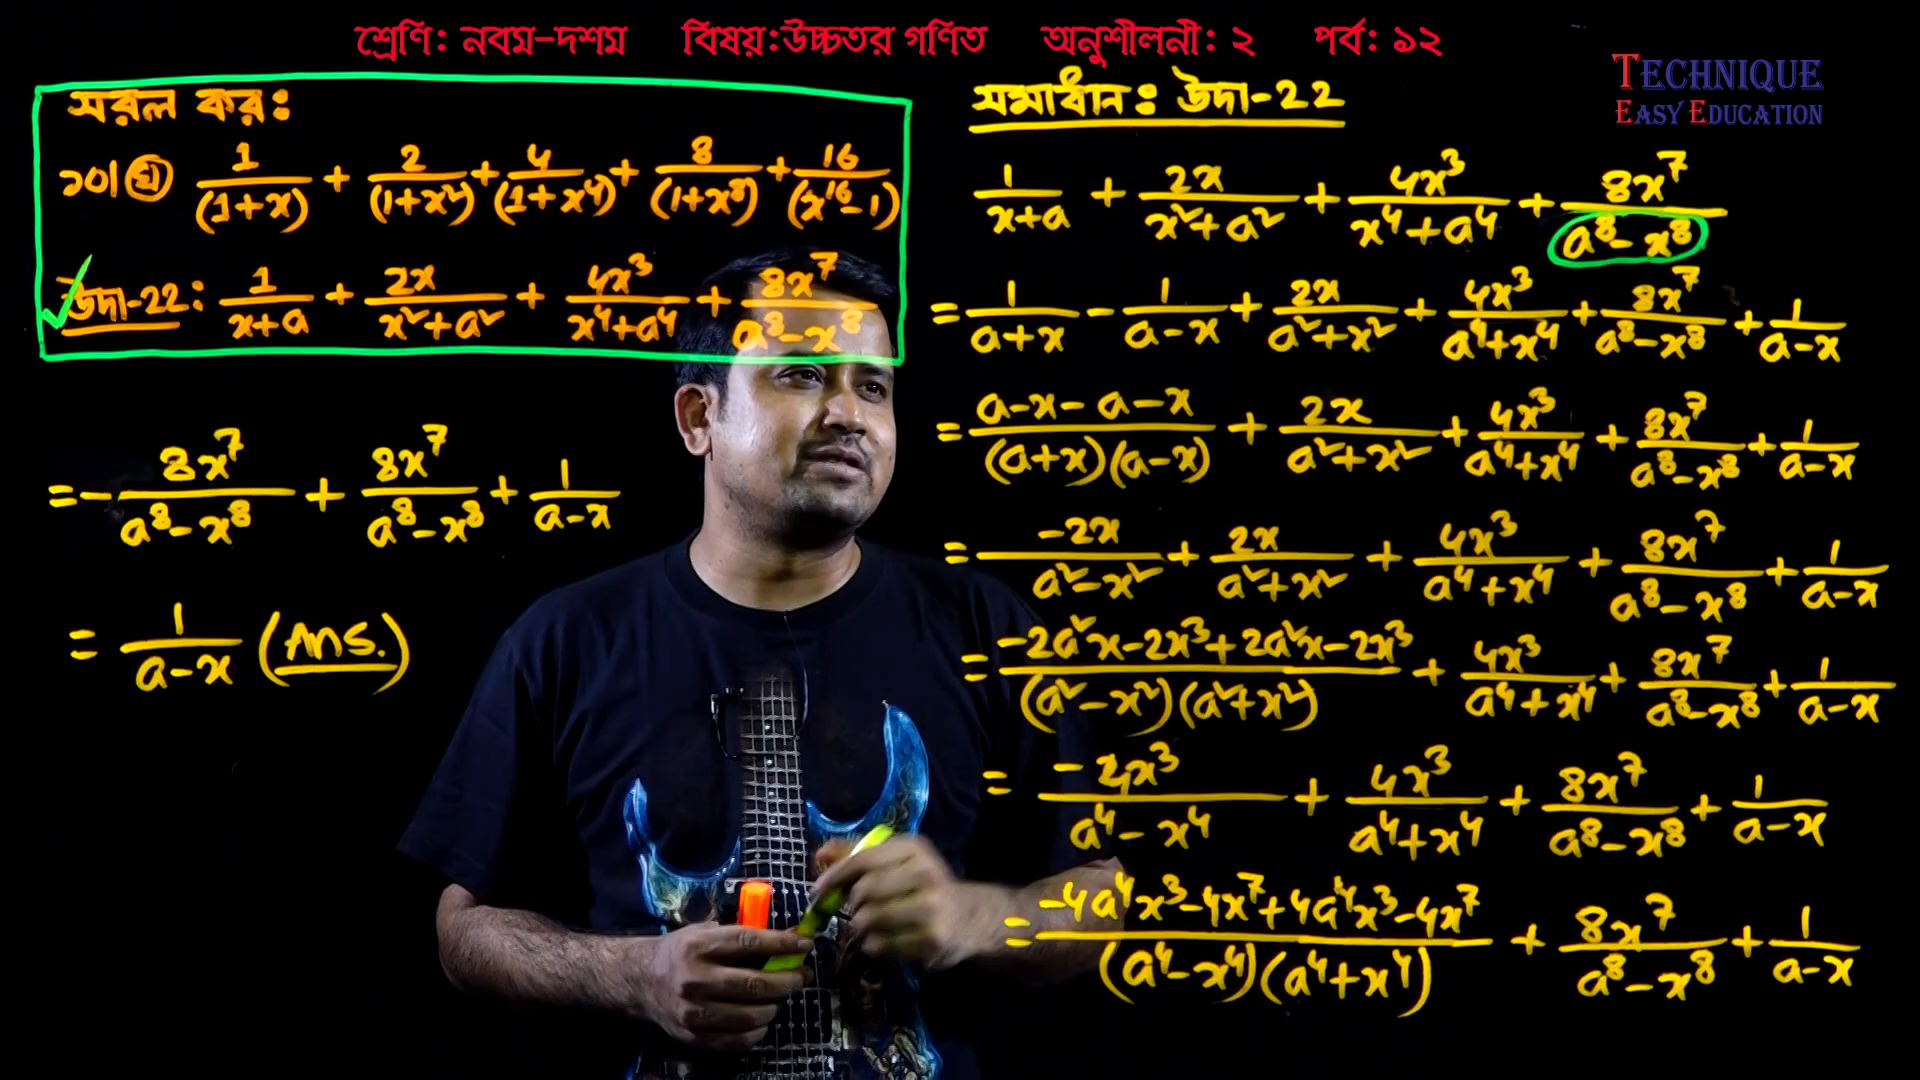 শ্রেণি: নবম-দশম বিষয়:উচ্চতর গণিত অনুশীলনী: ২ পর্ব: ১২
TECHNIQUE
EASY EDUCATION
সরল কর:
১০। (ঘ) 1/(1+x) + 2/(1+x²) + 4/(1+x⁴) + 8/(1+x⁸) + 16/(x¹⁶-1)
উদা-22: 1/(x+a) + 2x/(x²+a²) + 4x³/(x⁴+a⁴) + 8x⁷/(a⁸-x⁸)
= -8x⁷/(a⁸-x⁸) + 8x⁷/(a⁸-x⁸) + 1/(a-x)
= 1/(a-x) (Ans.)
সমাধান: উদা-22
1/(x+a) + 2x/(x²+a²) + 4x³/(x⁴+a⁴) + 8x⁷/(a⁸-x⁸)
= 1/(a+x) - 1/(a-x) + 2x/(a²+x²) + 4x³/(a⁴+x⁴) + 8x⁷/(a⁸-x⁸) + 1/(a-x)
= (a-x-a-x)/((a+x)(a-x)) + 2x/(a²+x²) + 4x³/(a⁴+x⁴) + 8x⁷/(a⁸-x⁸) + 1/(a-x)
= -2x/(a²-x²) + 2x/(a²+x²) + 4x³/(a⁴+x⁴) + 8x⁷/(a⁸-x⁸) + 1/(a-x)
= (-2a²x-2x³+2a²x-2x³)/((a²-x²)(a²+x²)) + 4x³/(a⁴+x⁴) + 8x⁷/(a⁸-x⁸) + 1/(a-x)
= -4x³/(a⁴-x⁴) + 4x³/(a⁴+x⁴) + 8x⁷/(a⁸-x⁸) + 1/(a-x)
= (-4a⁴x³-4x⁷+4a⁴x³-4x⁷)/((a⁴-x⁴)(a⁴+x⁴)) + 8x⁷/(a⁸-x⁸) + 1/(a-x)